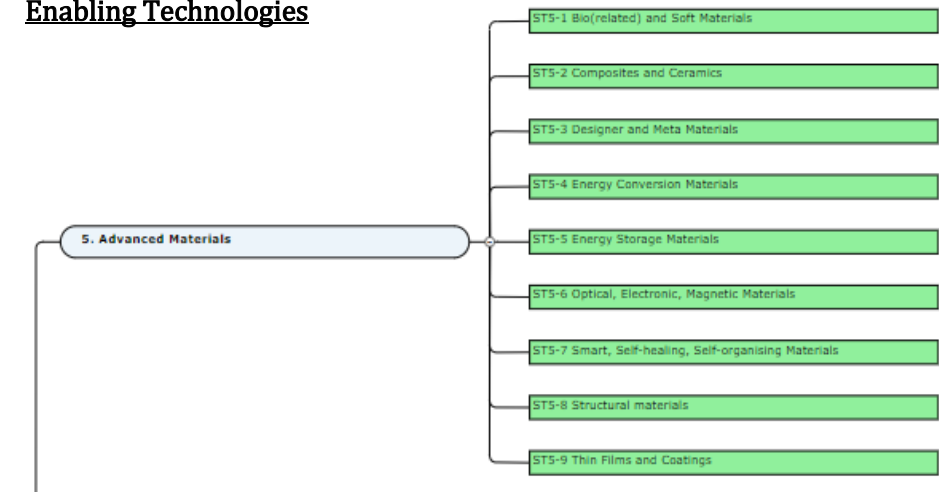 Enabling Technologies
ST5-1 Bio(related) and Soft Materials
ST5-2 Composites and Ceramics
ST5-3 Designer and Meta Materials
ST5-4 Energy Conversion Materials
5. Advanced Materials
ST5-5 Energy Storage Materials
ST5-6 Optical, Electronic, Magnetic Materials
ST5-7 Smart, Self-healing, Self-organising Materials
ST5-8 Structural materials
ST5-9 Thin Films and Coatings